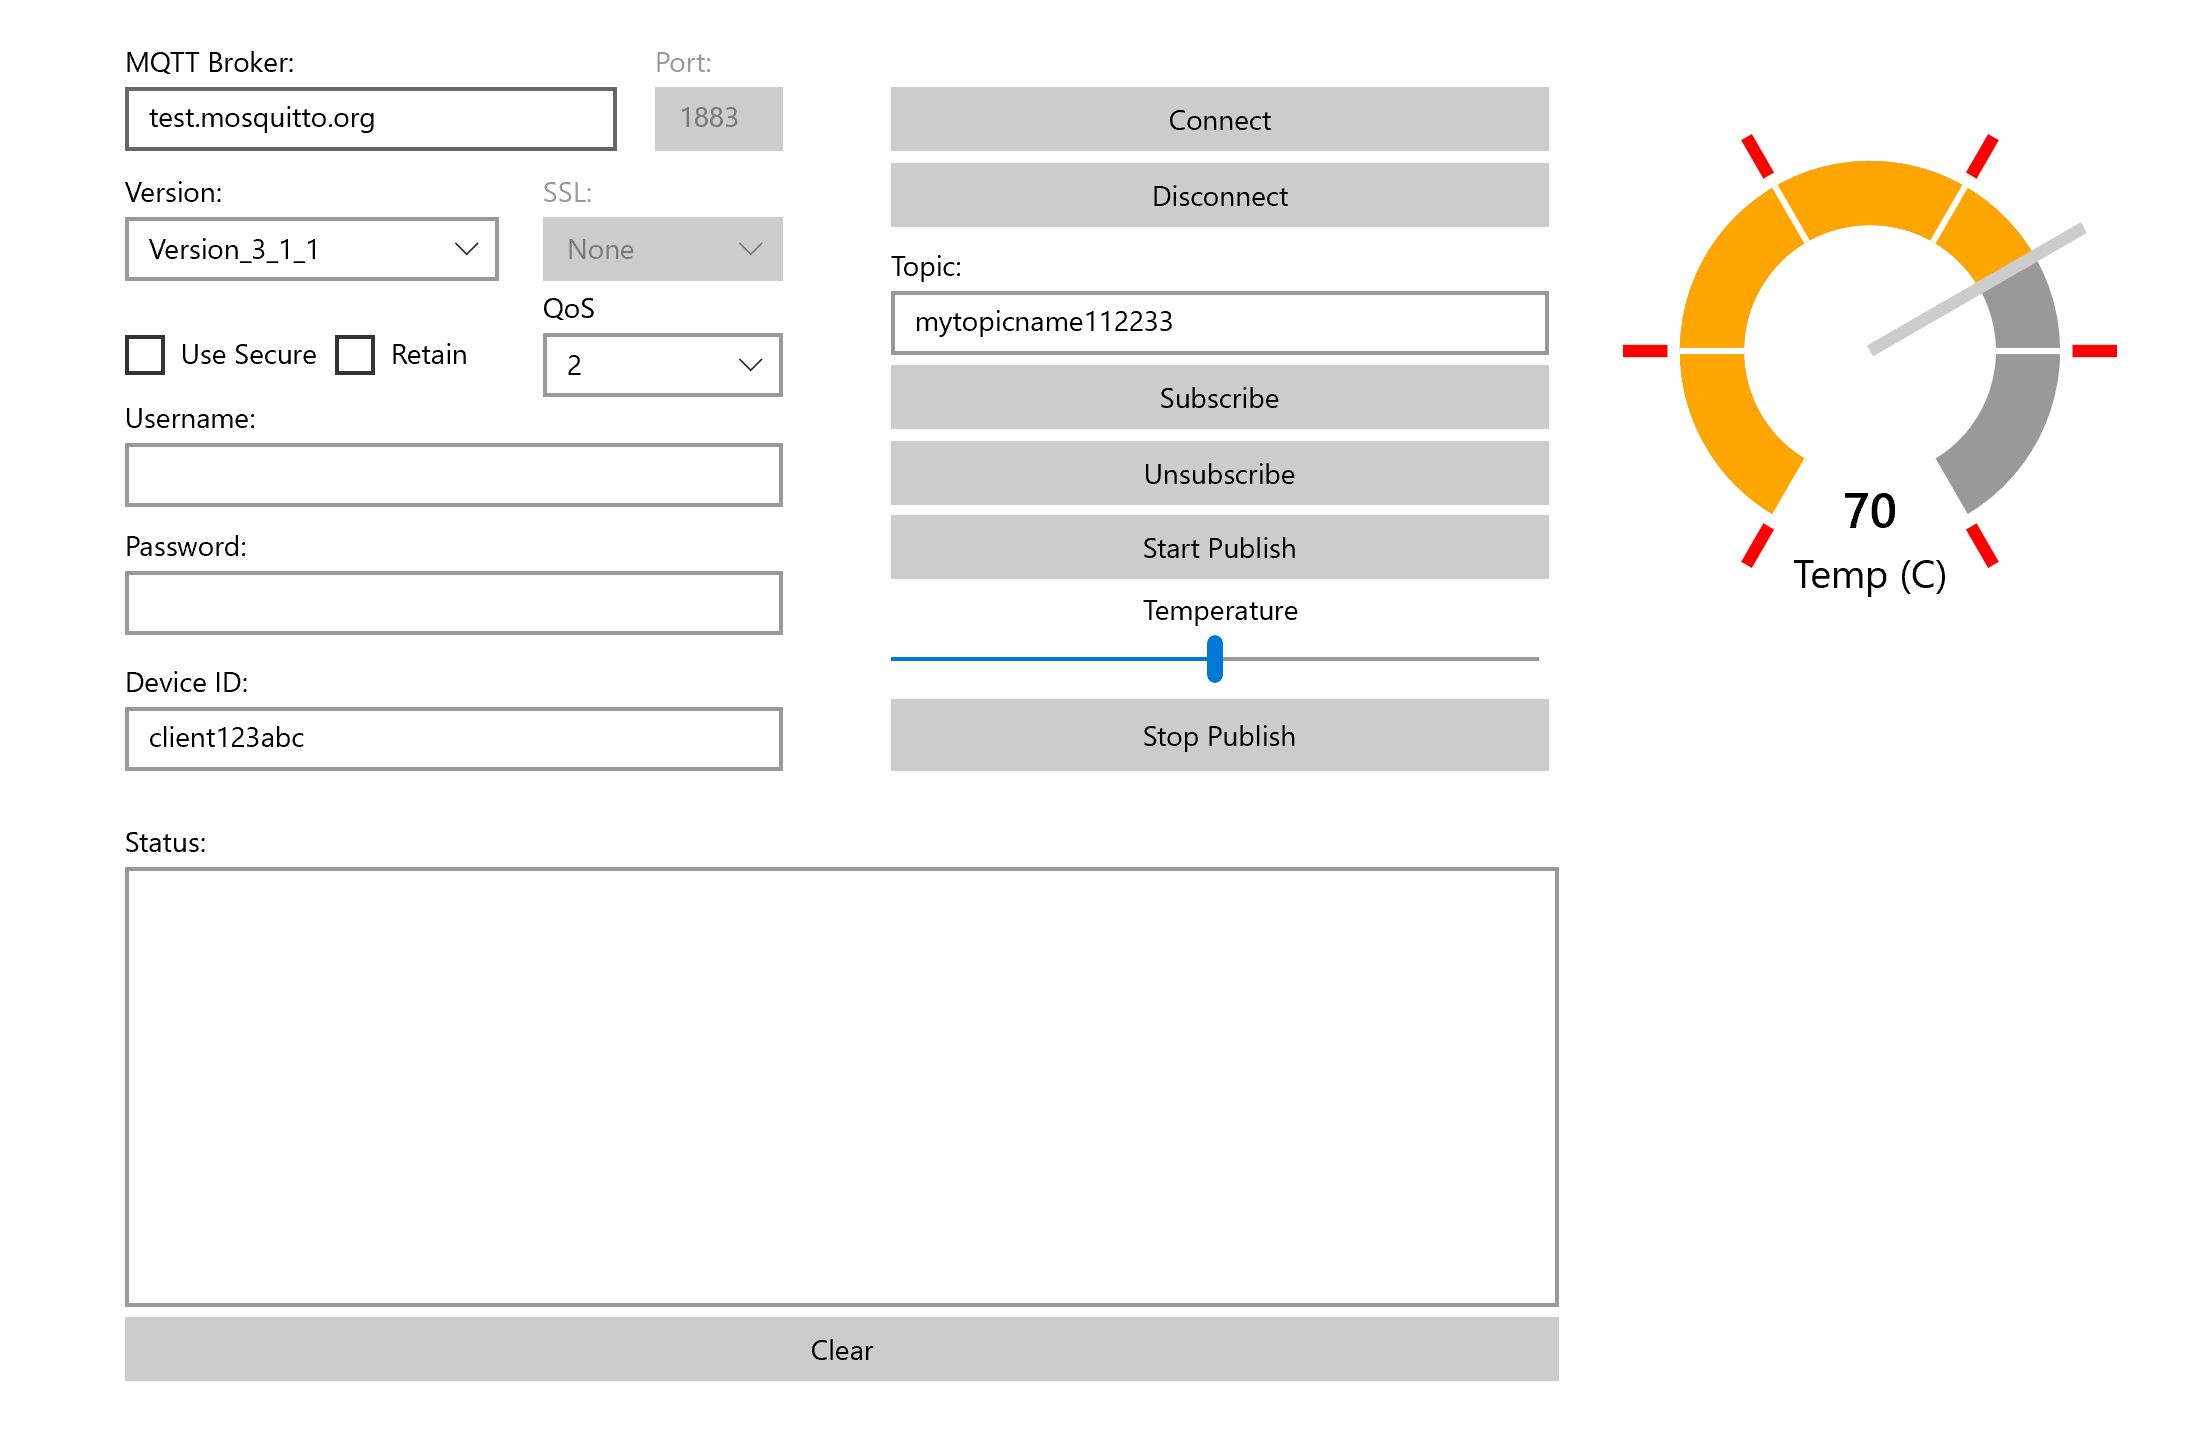 MQTT Broker:
Port:
test.mosquitto.org
1883
Version:
SSL:
Version_3_1_1
None
Use Secure
Retain
QoS
2
Username:
Password:
Device ID:
client123abc
Connect
Disconnect
Topic:
mytopicname112233
Subscribe
Unsubscribe
Start Publish
Temperature
Stop Publish
70
Temp (C)
Status:
Clear